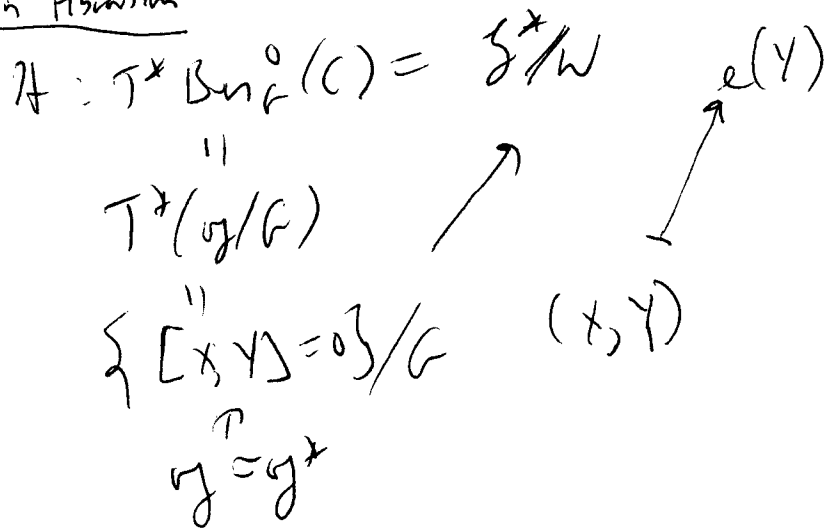 H : T* Bun_G^0 (C) = 𝔥*/W
e(Y)
"
T*(𝔤/G)
"
{[X,Y]=0}/G
(X,Y)
↑
𝔤=𝔤*